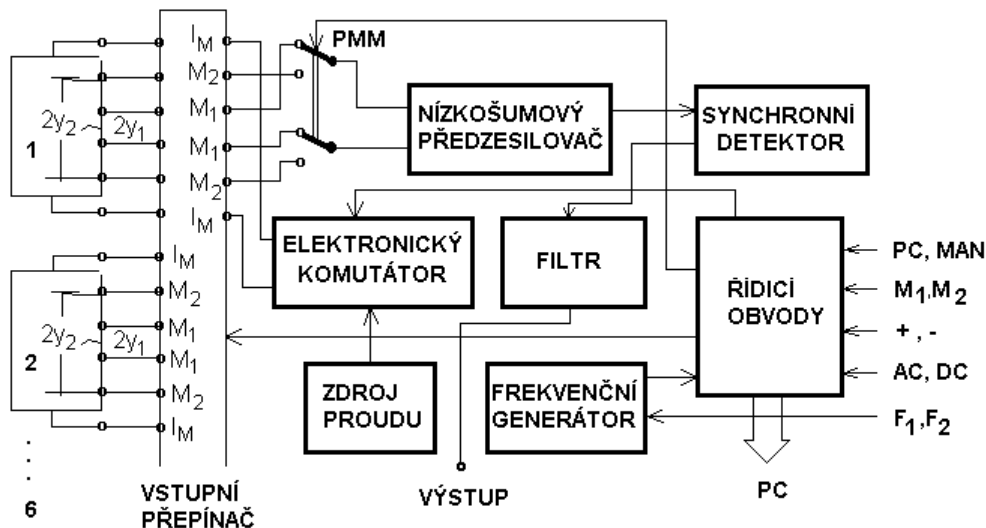 I_M
M_2
M_1
M_1
M_2
I_M
2y_2
2y_1
1
I_M
M_2
M_1
M_1
M_2
I_M
2y_2
2y_1
2
6
VSTUPNÍ
PŘEPÍNAČ
PMM
NÍZKOŠUMOVÝ
PŘEDZESILOVAČ
SYNCHRONNÍ
DETEKTOR
ELEKTRONICKÝ
KOMUTÁTOR
FILTR
ŘÍDICÍ
OBVODY
PC, MAN
M_1,M_2
+ , -
AC, DC
F_1,F_2
ZDROJ
PROUDU
FREKVENČNÍ
GENERÁTOR
VÝSTUP
PC